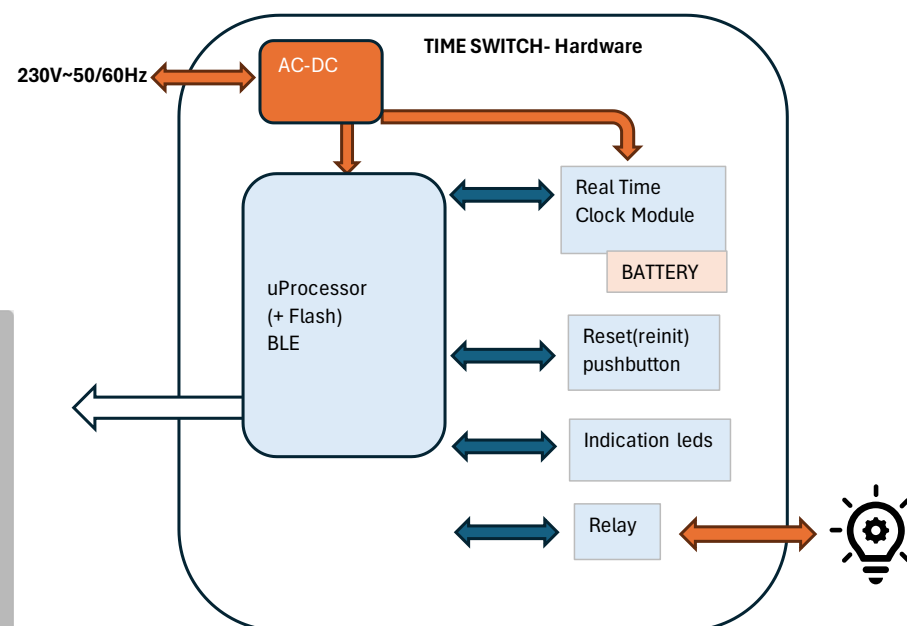 TIME SWITCH- Hardware
230V~50/60Hz
AC-DC
Real Time
Clock Module
BATTERY
uProcessor
(+ Flash)
BLE
Reset(reinit)
pushbutton
Indication leds
Relay